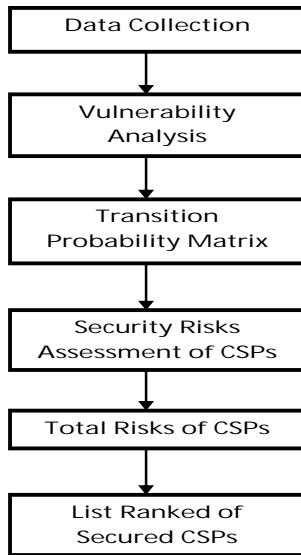 Data Collection
Vulnerability
Analysis
Transition
Probability Matrix
Security Risks
Assessment of CSPs
Total Risks of CSPs
List Ranked of
Secured CSPs